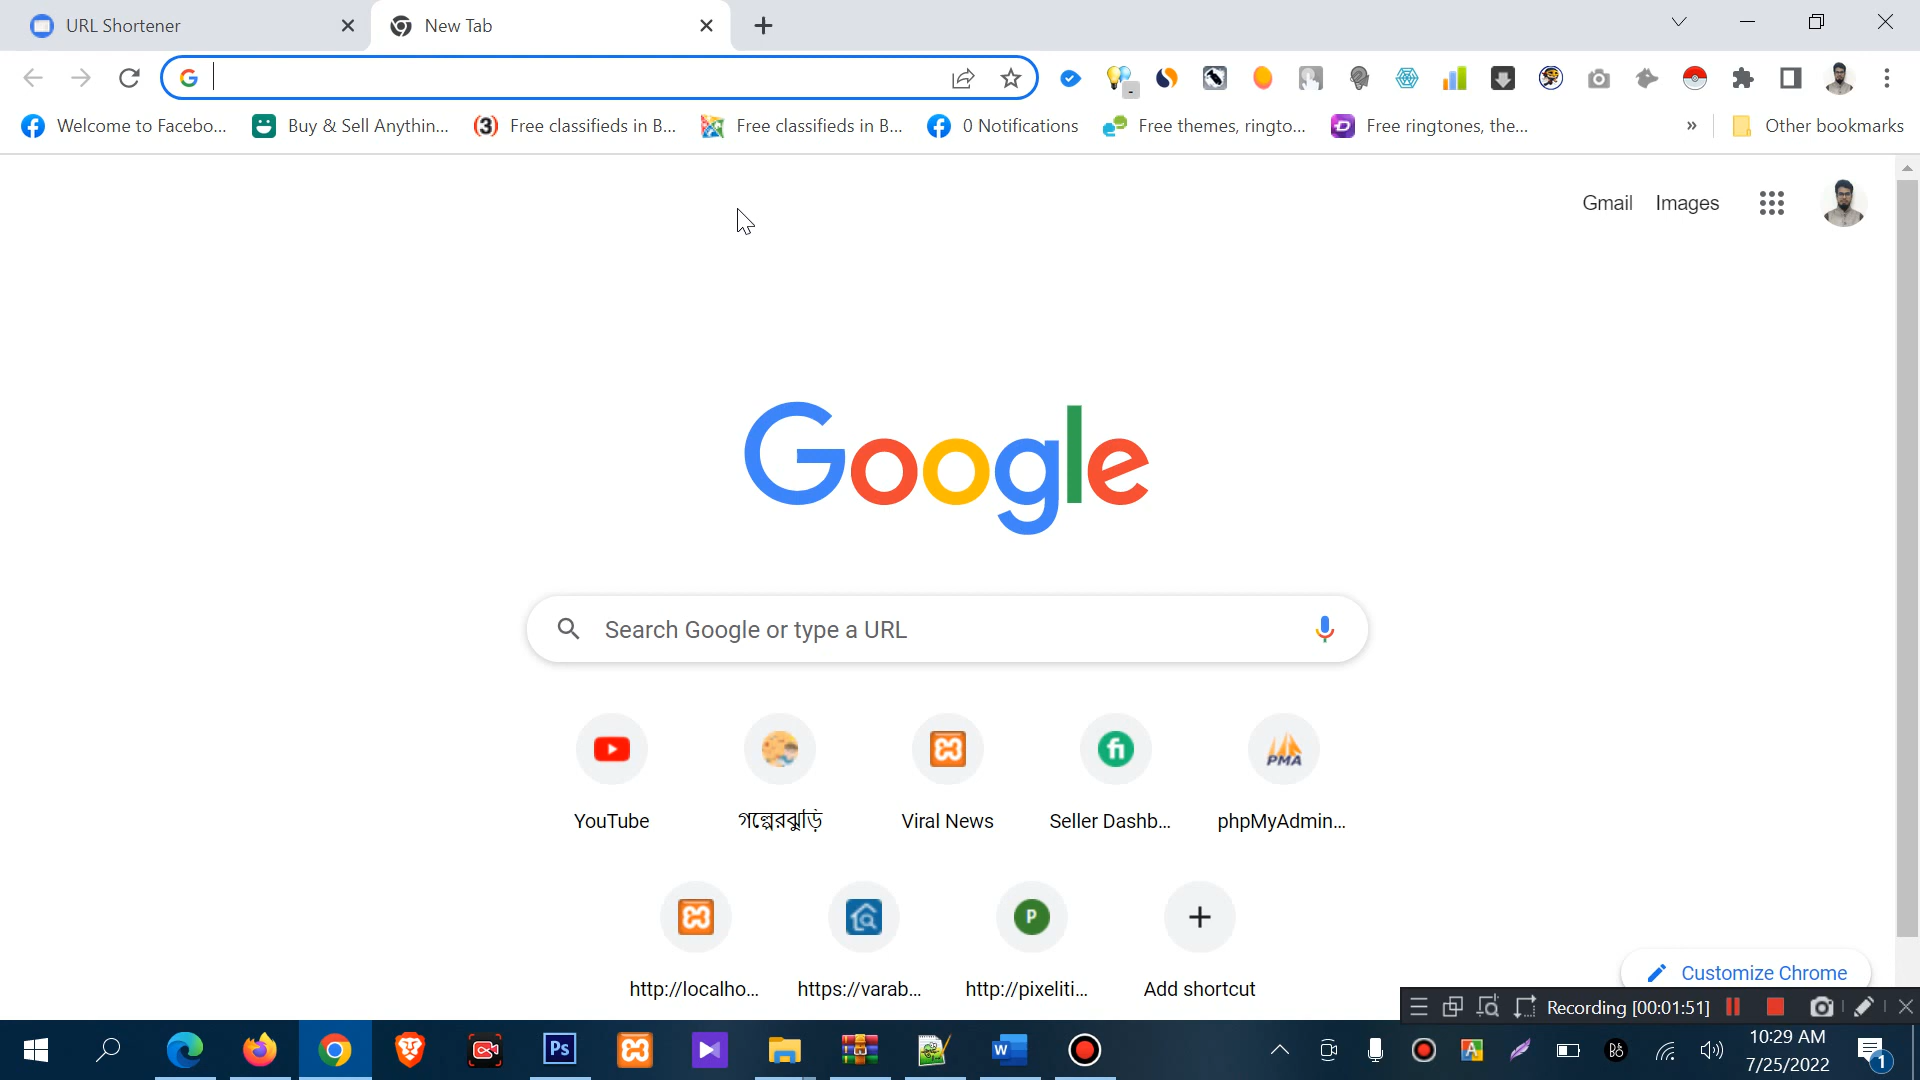 URL Shortener
New Tab
Welcome to Facebo...
Buy & Sell Anythin...
Free classifieds in B...
Free classifieds in B...
0 Notifications
Free themes, ringto...
Free ringtones, the...
»
Other bookmarks
Gmail
Images
Google
Search Google or type a URL
YouTube
গল্পেরঝুড়ি
Viral News
Seller Dashb...
PMA
phpMyAdmin...
http://localho...
https://varab...
P
http://pixeliti...
Add shortcut
Customize Chrome
Recording [00:01:51]
Ps
W
10:29 AM
7/25/2022
1